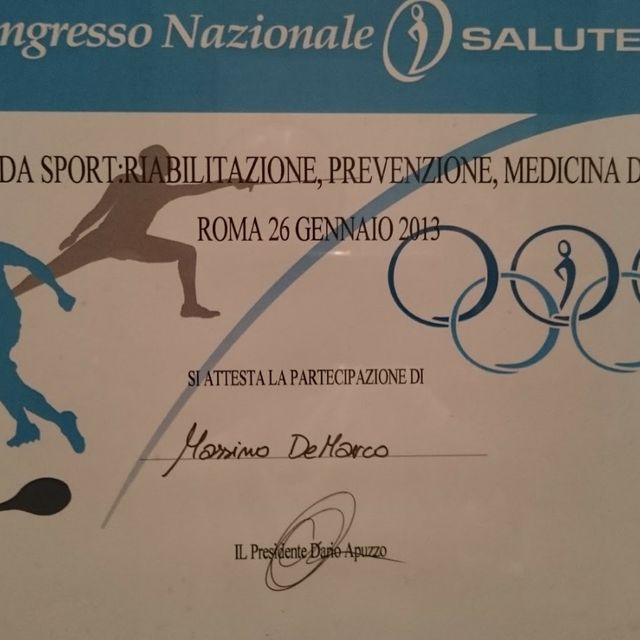 ngresso Nazionale SALUTE
DA SPORT:RIABILITAZIONE, PREVENZIONE, MEDICINA D
ROMA 26 GENNAIO 2013
SI ATTESTA LA PARTECIPAZIONE DI
Massimo DeMarco
IL Presidente Dario Apuzzo